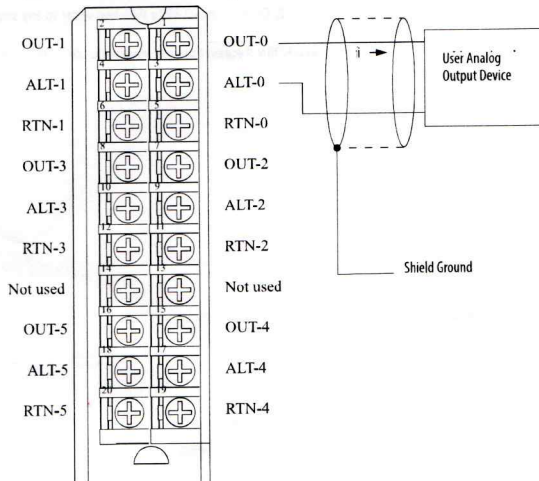 2 1
OUT-1 OUT-0
4 3
ALT-1 ALT-0
6 5
RTN-1 RTN-0
8 7
OUT-3 OUT-2
10 9
ALT-3 ALT-2
12 11
RTN-3 RTN-2
14 13
Not used Not used
16 15
OUT-5 OUT-4
18 17
ALT-5 ALT-4
20 19
RTN-5 RTN-4
User Analog
Output Device
Shield Ground